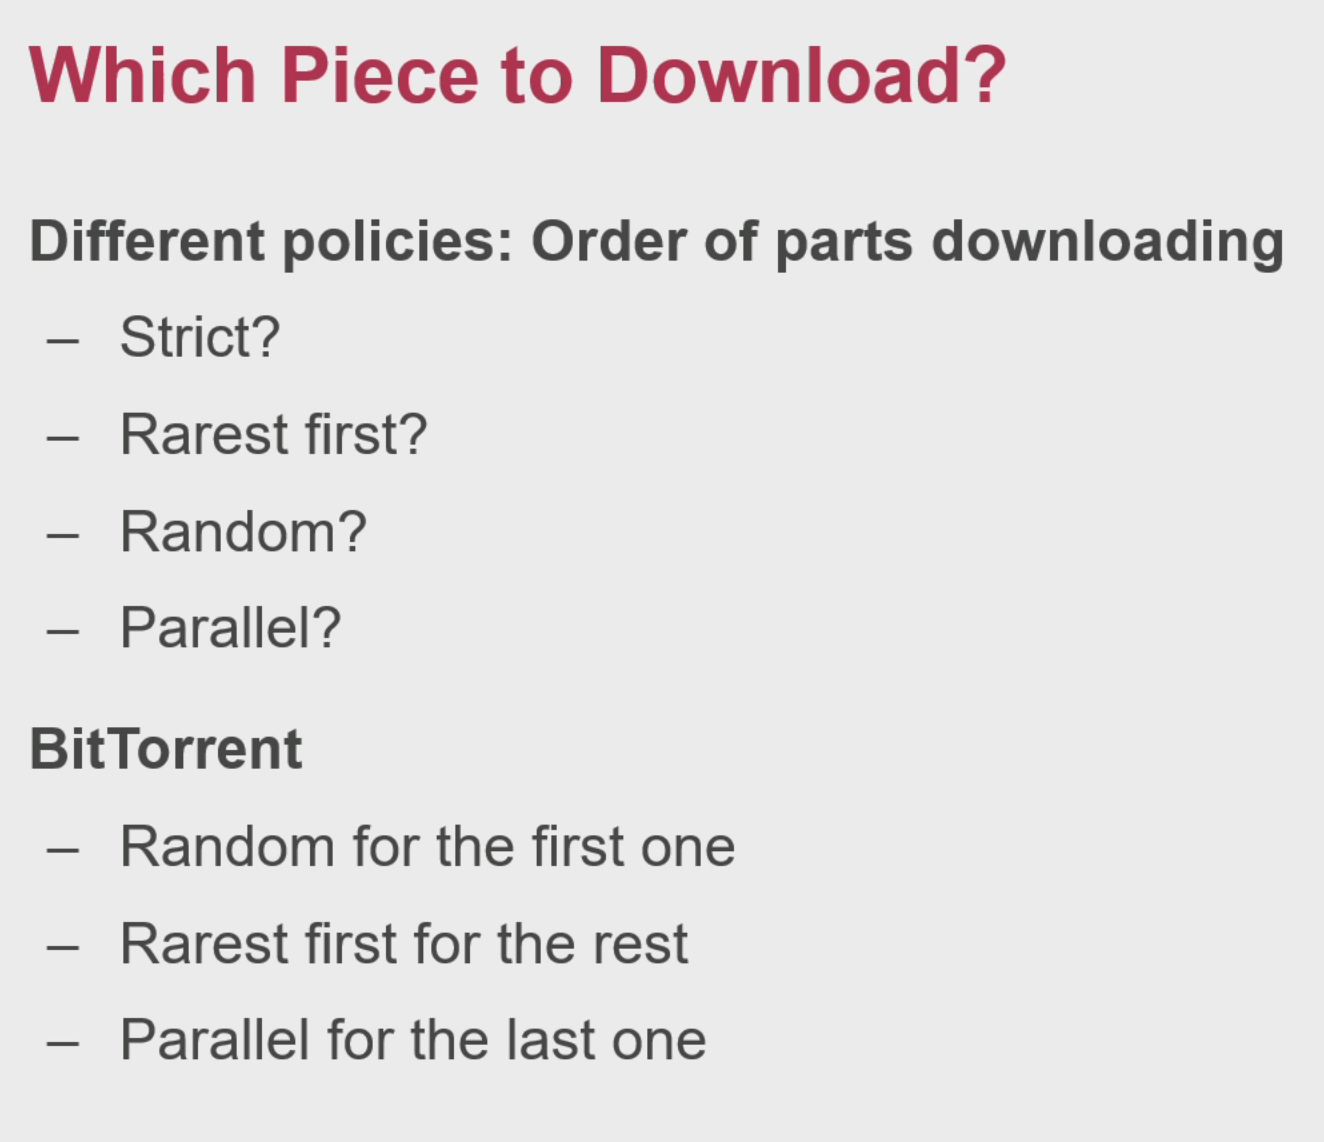 Which Piece to Download?
Different policies: Order of parts downloading
– Strict?
– Rarest first?
– Random?
– Parallel?
BitTorrent
– Random for the first one
– Rarest first for the rest
– Parallel for the last one